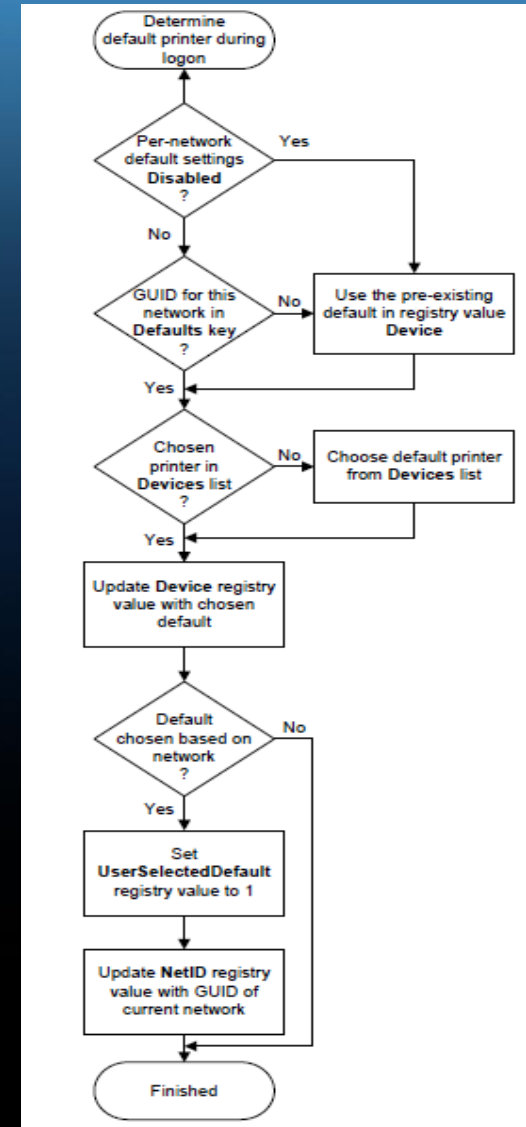 Determine
default printer during
logon
Per-network
default settings
Disabled
?
Yes
No
GUID for this
network in
Defaults key
?
No
Use the pre-existing
default in registry value
Device
Yes
Chosen
printer in
Devices list
?
No
Choose default printer
from Devices list
Yes
Update Device registry
value with chosen
default
Default
chosen based on
network
?
No
Yes
Set
UserSelectedDefault
registry value to 1
Update NetID registry
value with GUID of
current network
Finished